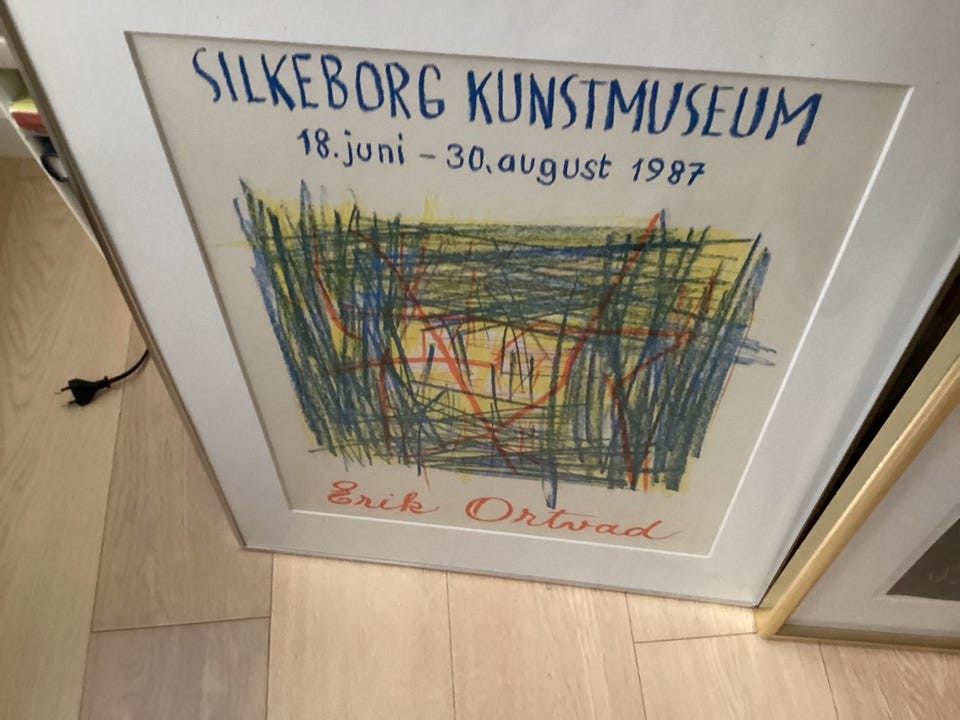 SILKEBORG KUNSTMUSEUM
18. juni - 30. august 1987
Erik Ortvad